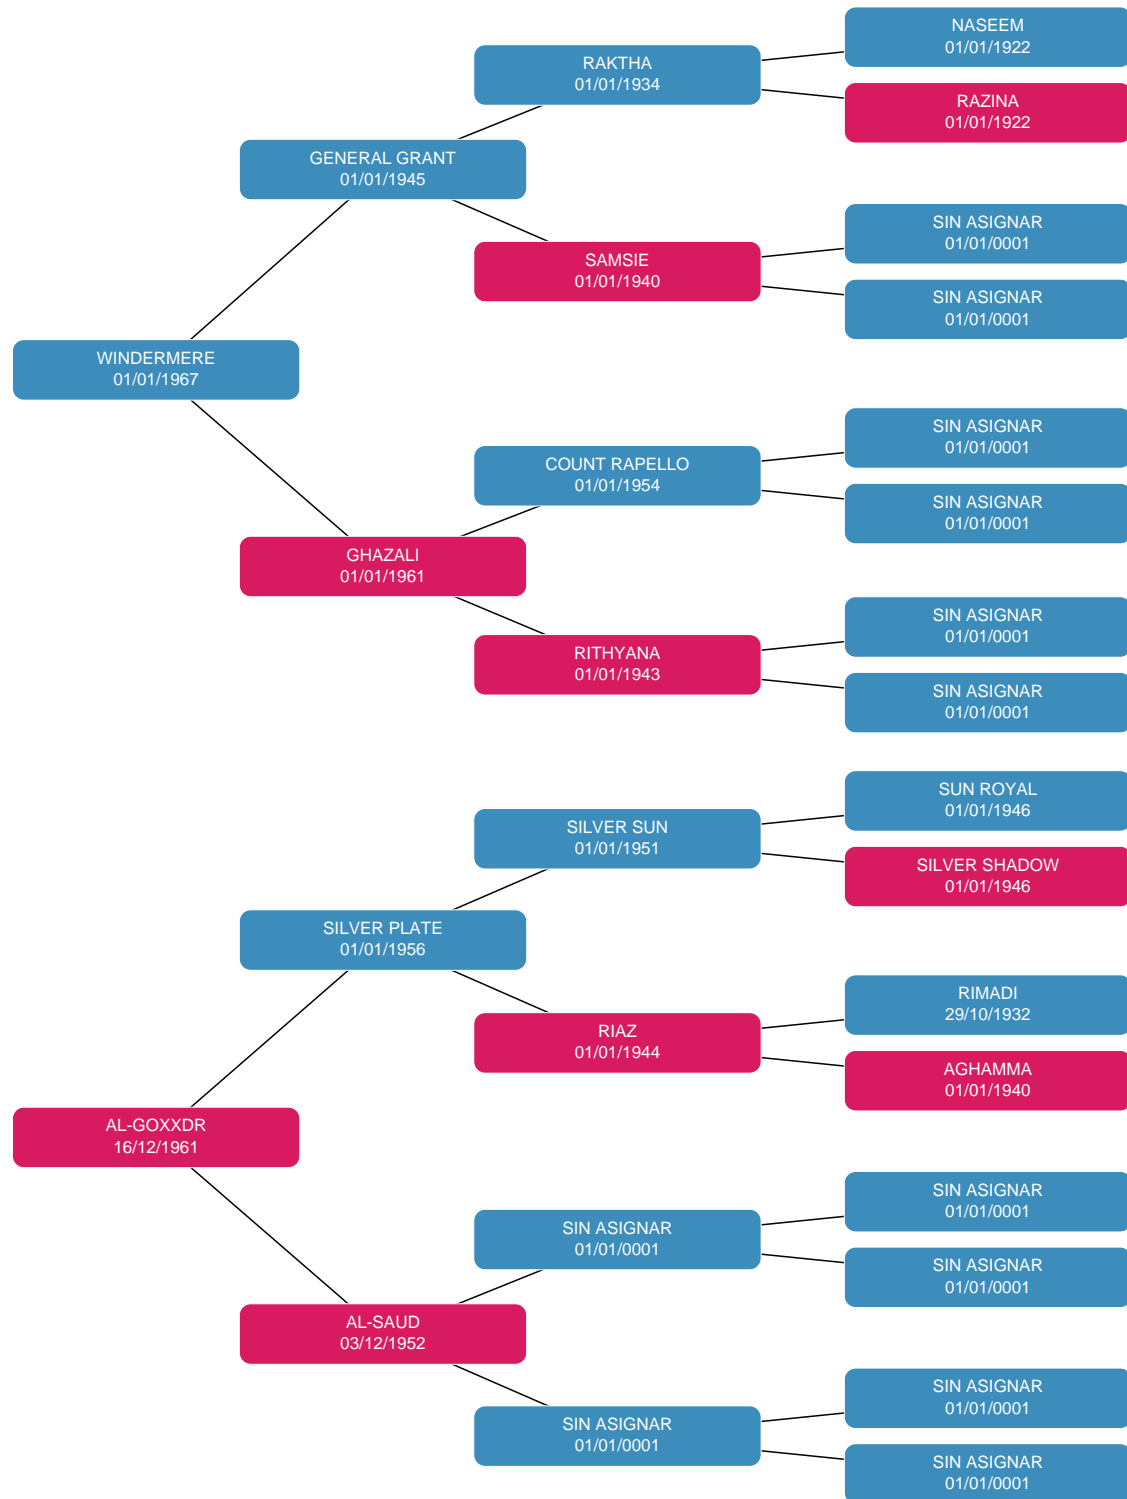 NASEEM
01/01/1922
RAKTHA
01/01/1934
RAZINA
01/01/1922
GENERAL GRANT
01/01/1945
SIN ASIGNAR
01/01/0001
SAMSIE
01/01/1940
SIN ASIGNAR
01/01/0001
WINDERMERE
01/01/1967
SIN ASIGNAR
01/01/0001
COUNT RAPELLO
01/01/1954
SIN ASIGNAR
01/01/0001
GHAZALI
01/01/1961
SIN ASIGNAR
01/01/0001
RITHYANA
01/01/1943
SIN ASIGNAR
01/01/0001
SUN ROYAL
01/01/1946
SILVER SUN
01/01/1951
SILVER SHADOW
01/01/1946
SILVER PLATE
01/01/1956
RIMADI
29/10/1932
RIAZ
01/01/1944
AGHAMMA
01/01/1940
AL-GOXXDR
16/12/1961
SIN ASIGNAR
01/01/0001
SIN ASIGNAR
01/01/0001
SIN ASIGNAR
01/01/0001
AL-SAUD
03/12/1952
SIN ASIGNAR
01/01/0001
SIN ASIGNAR
01/01/0001
SIN ASIGNAR
01/01/0001